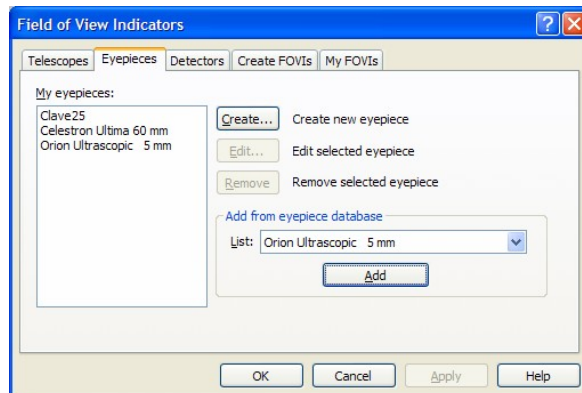 Field of View Indicators
Telescopes Eyepieces Detectors Create FOVIs My FOVIs
My eyepieces:
Clave25
Celestron Ultima 60 mm
Orion Ultrascopic 5 mm
Create... Create new eyepiece
Edit... Edit selected eyepiece
Remove Remove selected eyepiece
Add from eyepiece database
List: Orion Ultrascopic 5 mm
Add
OK Cancel Apply Help